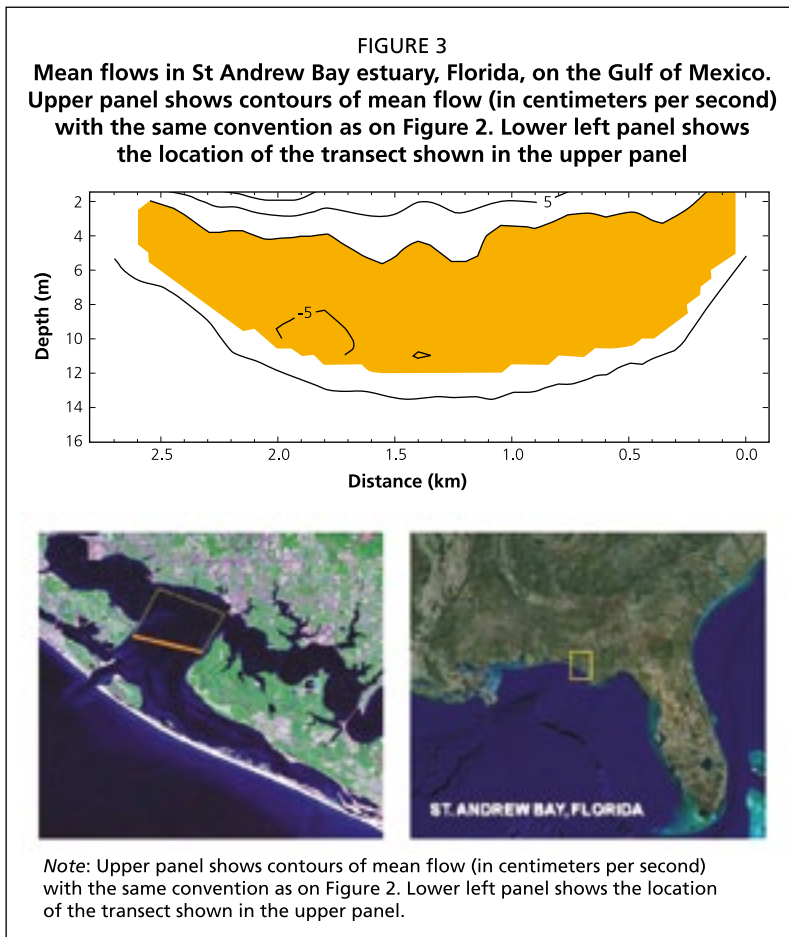 FIGURE 3
Mean flows in St Andrew Bay estuary, Florida, on the Gulf of Mexico.
Upper panel shows contours of mean flow (in centimeters per second)
with the same convention as on Figure 2. Lower left panel shows
the location of the transect shown in the upper panel
2
4
6
8
10
12
14
16
Depth (m)
5
-5
2.5
2.0
1.5
1.0
0.5
0.0
Distance (km)
ST. ANDREW BAY, FLORIDA
Note: Upper panel shows contours of mean flow (in centimeters per second)
with the same convention as on Figure 2. Lower left panel shows the location
of the transect shown in the upper panel.